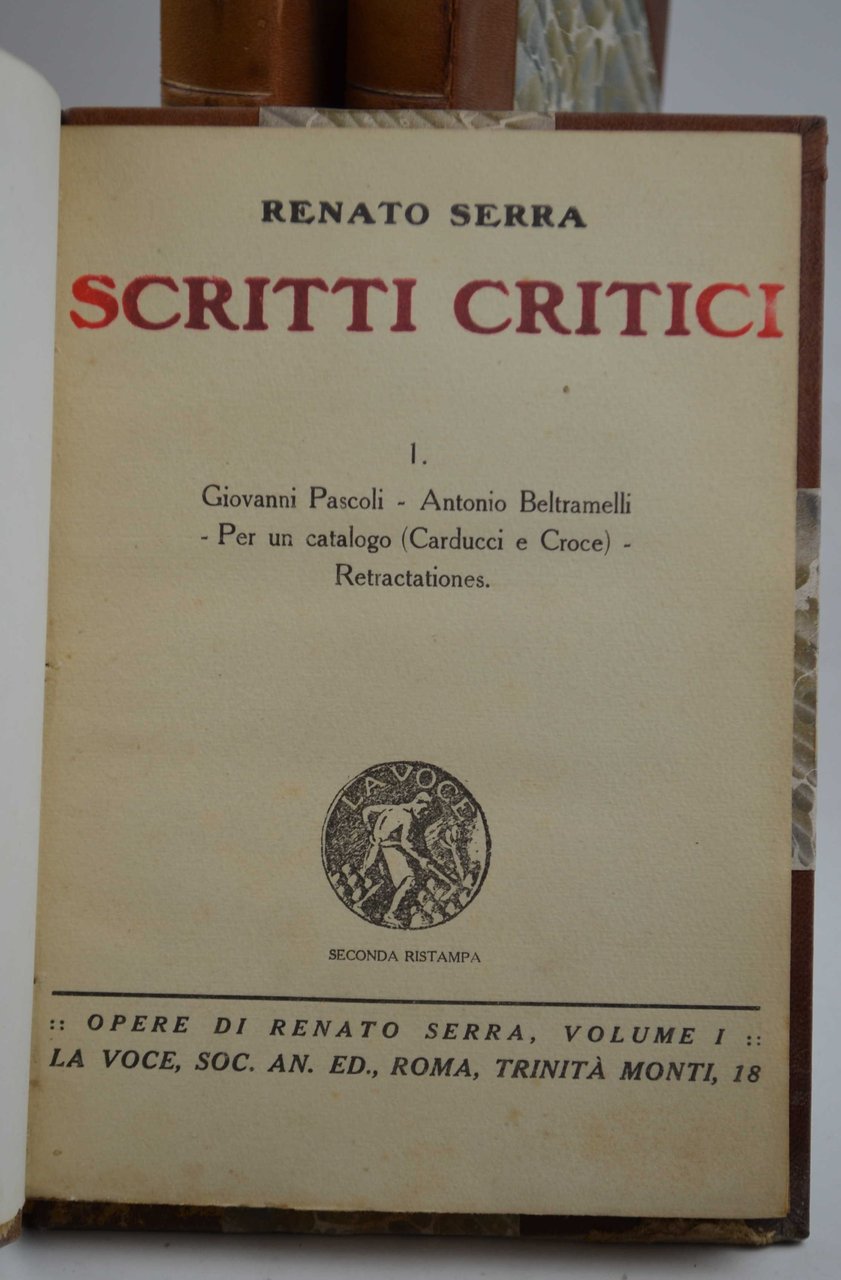 RENATO SERRA
SCRITTI CRITICI
I.
Giovanni Pascoli - Antonio Beltramelli
- Per un catalogo (Carducci e Croce) -
Retractationes.
LA VOCE
SECONDA RISTAMPA
:: OPERE DI RENATO SERRA, VOLUME I ::
LA VOCE, SOC. AN. ED., ROMA, TRINITÀ MONTI, 18